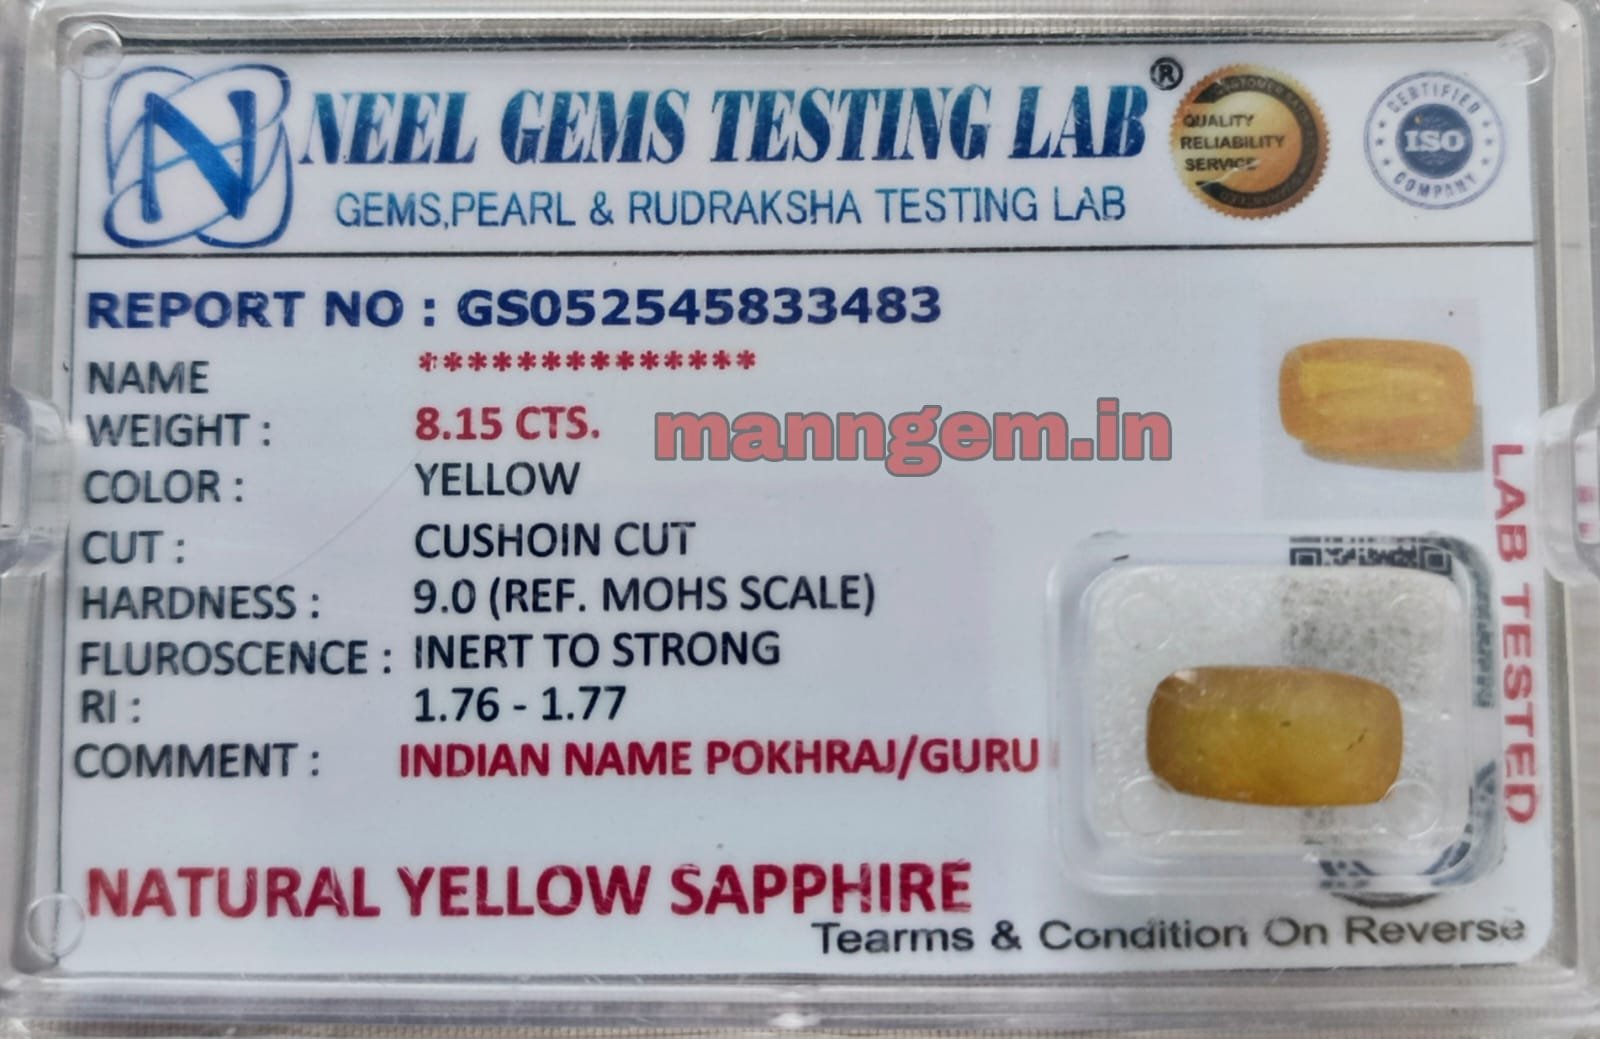 N NEEL GEMS TESTING LAB®
GEMS,PEARL & RUDRAKSHA TESTING LAB
QUALITY
RELIABILITY
SERVICE
CERTIFIED
ISO
COMPANY
REPORT NO : GS052545833483
NAME **************
WEIGHT : 8.15 CTS.
manngem.in
COLOR : YELLOW
CUT : CUSHOIN CUT
HARDNESS : 9.0 (REF. MOHS SCALE)
FLUROSCENCE : INERT TO STRONG
RI : 1.76 - 1.77
COMMENT : INDIAN NAME POKHRAJ/GURU
NATURAL YELLOW SAPPHIRE
Tearms & Condition On Reverse
LAB TESTED